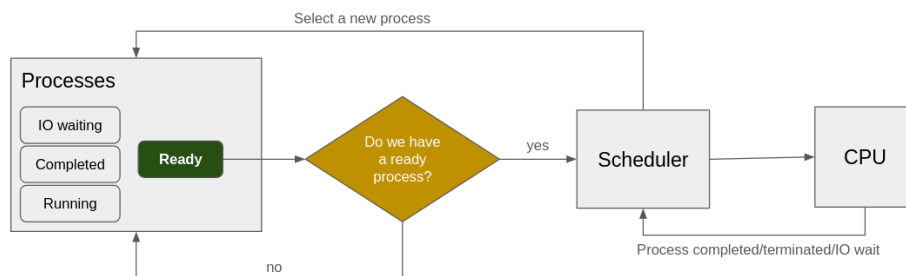 Select a new process
Processes
IO waiting
Completed
Running
Ready
Do we have
a ready
process?
yes
no
Scheduler
CPU
Process completed/terminated/IO wait